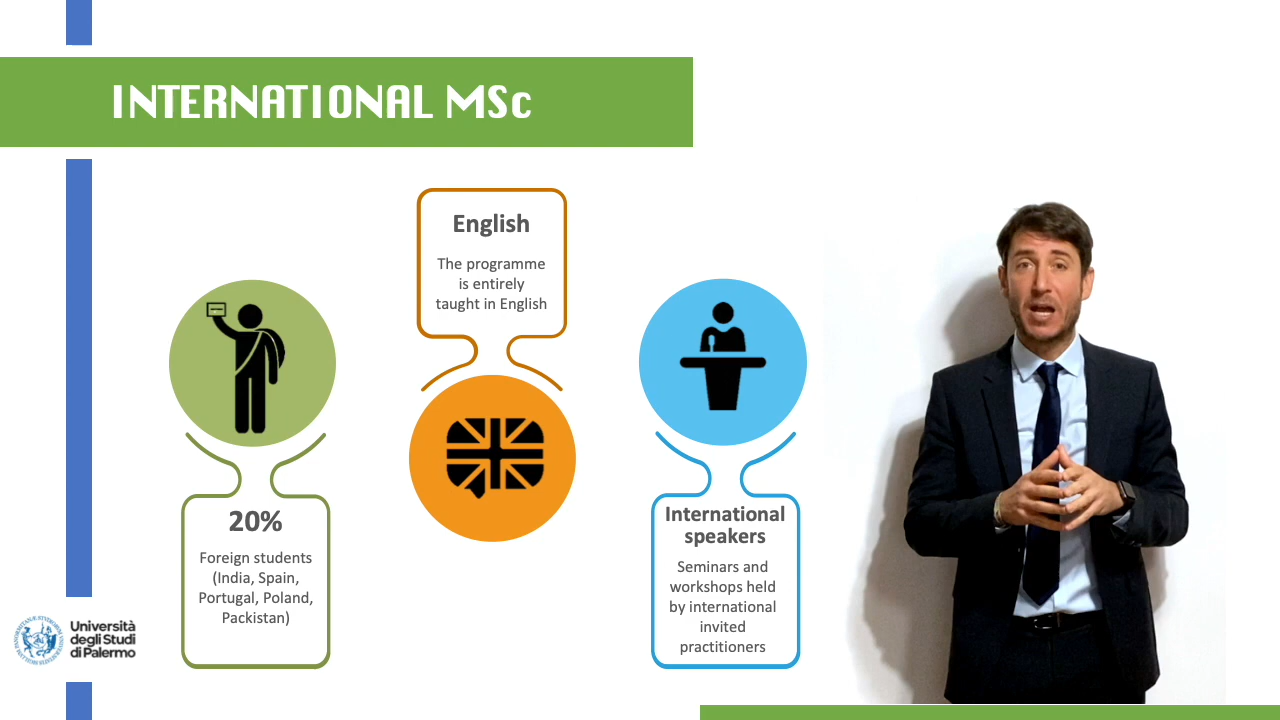 INTERNATIONAL MSc
English
The programme
is entirely
taught in English
20%
Foreign students
(India, Spain,
Portugal, Poland,
Packistan)
International
speakers
Seminars and
workshops held
by international
invited
practitioners
Università
degli Studi
di Palermo